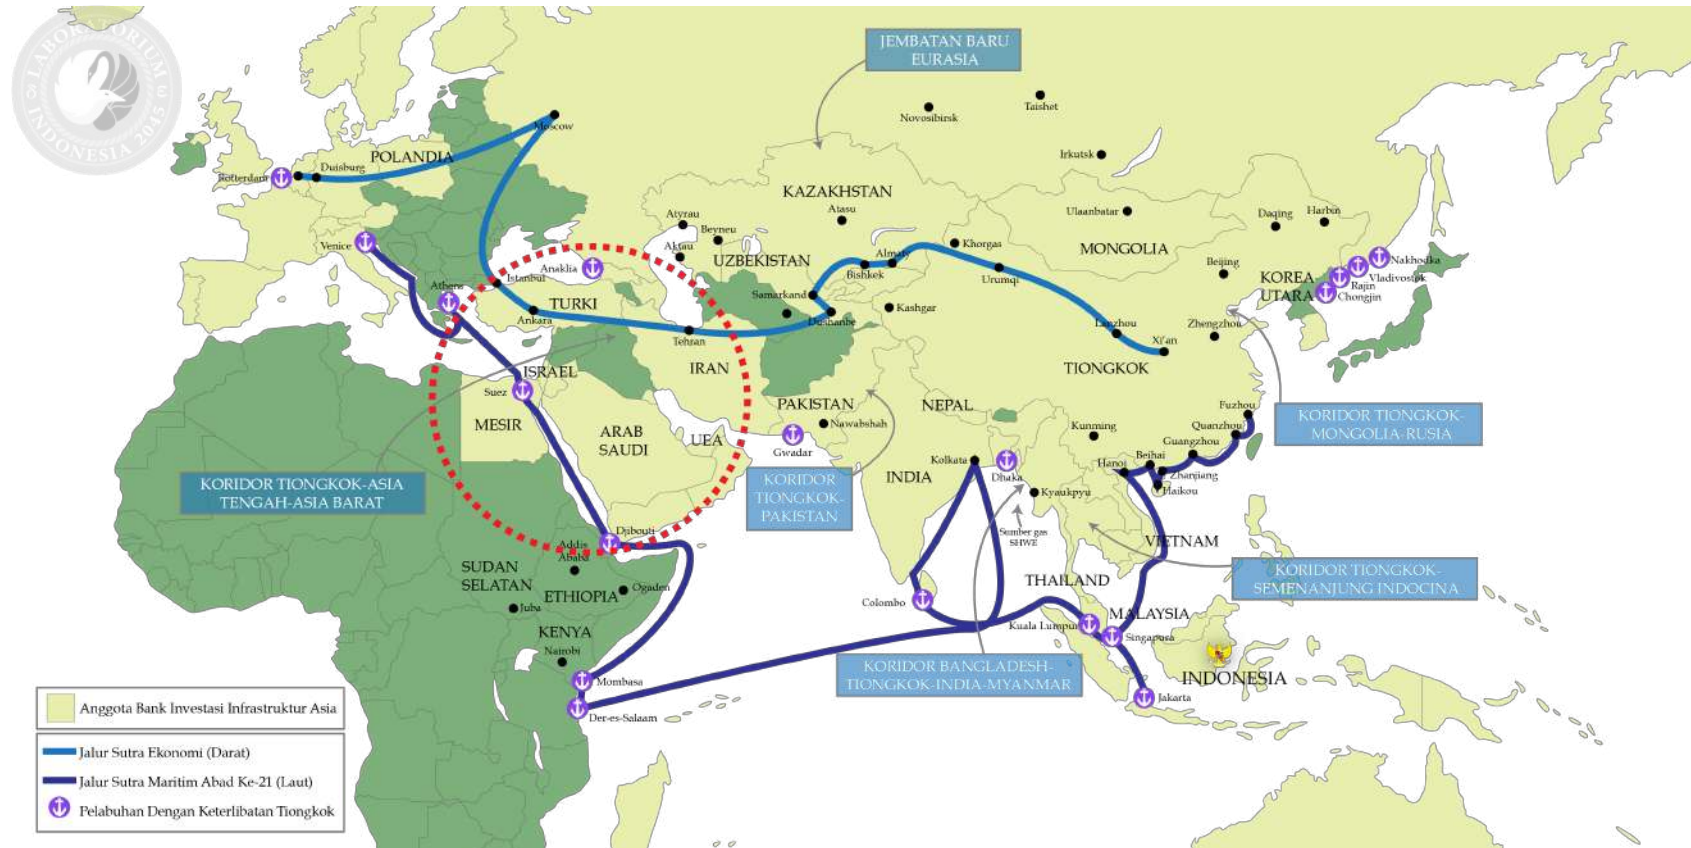 LABORATORIUM
INDONESIA 2045
JEMBATAN BARU
EURASIA
Taishet
Novosibirsk
Moscow
Irkutsk
POLANDIA
Duisburg
Rotterdam
KAZAKHSTAN
Atasu
Ulaanbatar
Atyrau
Beyneu
Daqing
Harbin
Venice
Aktau
UZBEKISTAN
Almaty
Bishkek
Khorgas
MONGOLIA
Beijing
Nakhodka
Vladivostok
Rajin
Chongjin
KOREA
UTARA
Anaklia
Istanbul
Athens
TURKI
Ankara
Urumqi
Samarkand
Dushanbe
Kashgar
Tehran
Lanzhou
Xi'an
Zhengzhou
ISRAEL
IRAN
TIONGKOK
Suez
MESIR
PAKISTAN
Nawabshah
NEPAL
Fuzhou
Quanzhou
Guangzhou
Kunming
KORIDOR TIONGKOK-
MONGOLIA-RUSIA
ARAB
SAUDI
UEA
Gwadar
Kolkata
Dhaka
Hanoi
Beihai
Zhanjiang
Haikou
KORIDOR TIONGKOK-ASIA
TENGAH-ASIA BARAT
KORIDOR
TIONGKOK-
PAKISTAN
INDIA
Kyaukpyu
Sumber gas
SHWE
VIETNAM
Djibouti
Addis
Ababa
SUDAN
SELATAN
ETHIOPIA
Ogaden
Juba
THAILAND
KORIDOR TIONGKOK-
SEMENANJUNG INDOCINA
Colombo
MALAYSIA
Kuala Lumpur
Singapusa
KENYA
Nairobi
Mombasa
Der-es-Salaam
KORIDOR BANGLADESH-
TIONGKOK-INDIA-MYANMAR
INDONESIA
Jakarta
Anggota Bank Investasi Infrastruktur Asia
Jalur Sutra Ekonomi (Darat)
Jalur Sutra Maritim Abad Ke-21 (Laut)
Pelabuhan Dengan Keterlibatan Tiongkok